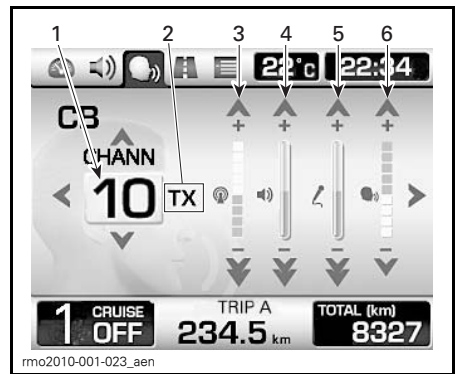 1 2 3 4 5 6
22°c 22:34
CB
CHANN
10 TX
+ + + +
− − − −
1 CRUISE OFF
TRIP A
234.5 km
TOTAL (km)
8327
rmo2010-001-023_aen